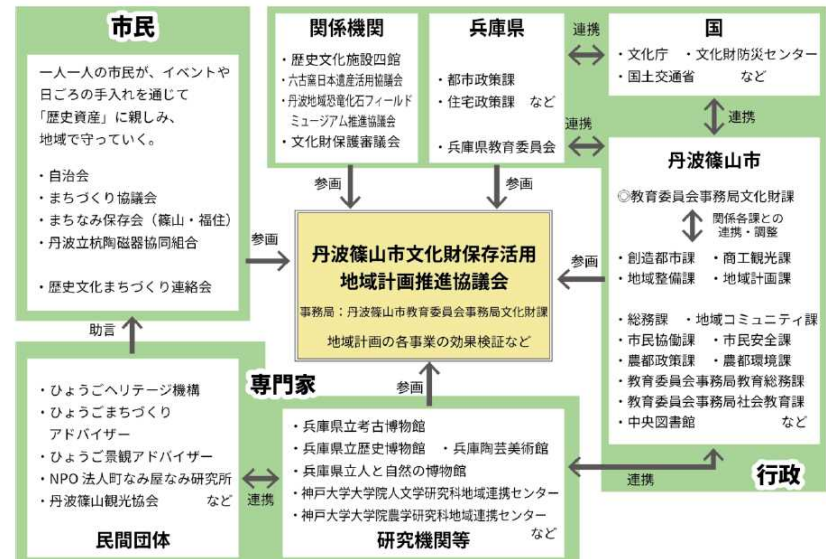 市民
一人一人の市民が、イベントや
日ごろの手入れを通じて
「歴史資産」に親しみ、
地域で守っていく。
・自治会
・まちづくり協議会
・まちなみ保存会（篠山・福住）
・丹波立杭陶磁器協同組合
・歴史文化まちづくり連絡会
関係機関
・歴史文化施設四館
・六古窯日本遺産活用協議会
・丹波地域恐竜化石フィールド
ミュージアム推進協議会
・文化財保護審議会
兵庫県
・都市政策課
・住宅政策課　など
・兵庫県教育委員会
連携
連携
国
・文化庁　・文化財防災センター
・国土交通省　など
連携
丹波篠山市
◎教育委員会事務局文化財課
関係各課との
連携・調整
・創造都市課　・商工観光課
・地域整備課　・地域計画課
・総務課　・地域コミュニティ課
・市民協働課　・市民安全課
・農都政策課　・農都環境課
・教育委員会事務局教育総務課
・教育委員会事務局社会教育課
・中央図書館　など
行政
参画
参画
参画
参画
丹波篠山市文化財保存活用
地域計画推進協議会
事務局：丹波篠山市教育委員会事務局文化財課
地域計画の各事業の効果検証など
助言
参画
専門家
・ひょうごヘリテージ機構
・ひょうごまちづくり
アドバイザー
・ひょうご景観アドバイザー
・NPO法人町なみ屋なみ研究所
・丹波篠山観光協会　など
民間団体
連携
・兵庫県立考古博物館
・兵庫県立歴史博物館　・兵庫陶芸美術館
・兵庫県立人と自然の博物館
・神戸大学大学院人文学研究科地域連携センター
・神戸大学大学院農学研究科地域連携センター
など
研究機関等
連携